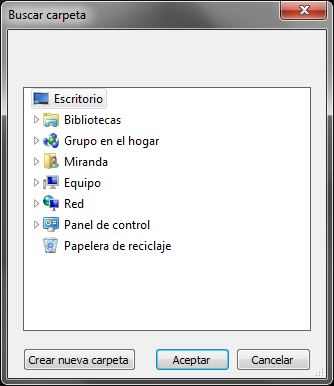 Buscar carpeta
Escritorio
Bibliotecas
Grupo en el hogar
Miranda
Equipo
Red
Panel de control
Papelera de reciclaje
Crear nueva carpeta Aceptar Cancelar